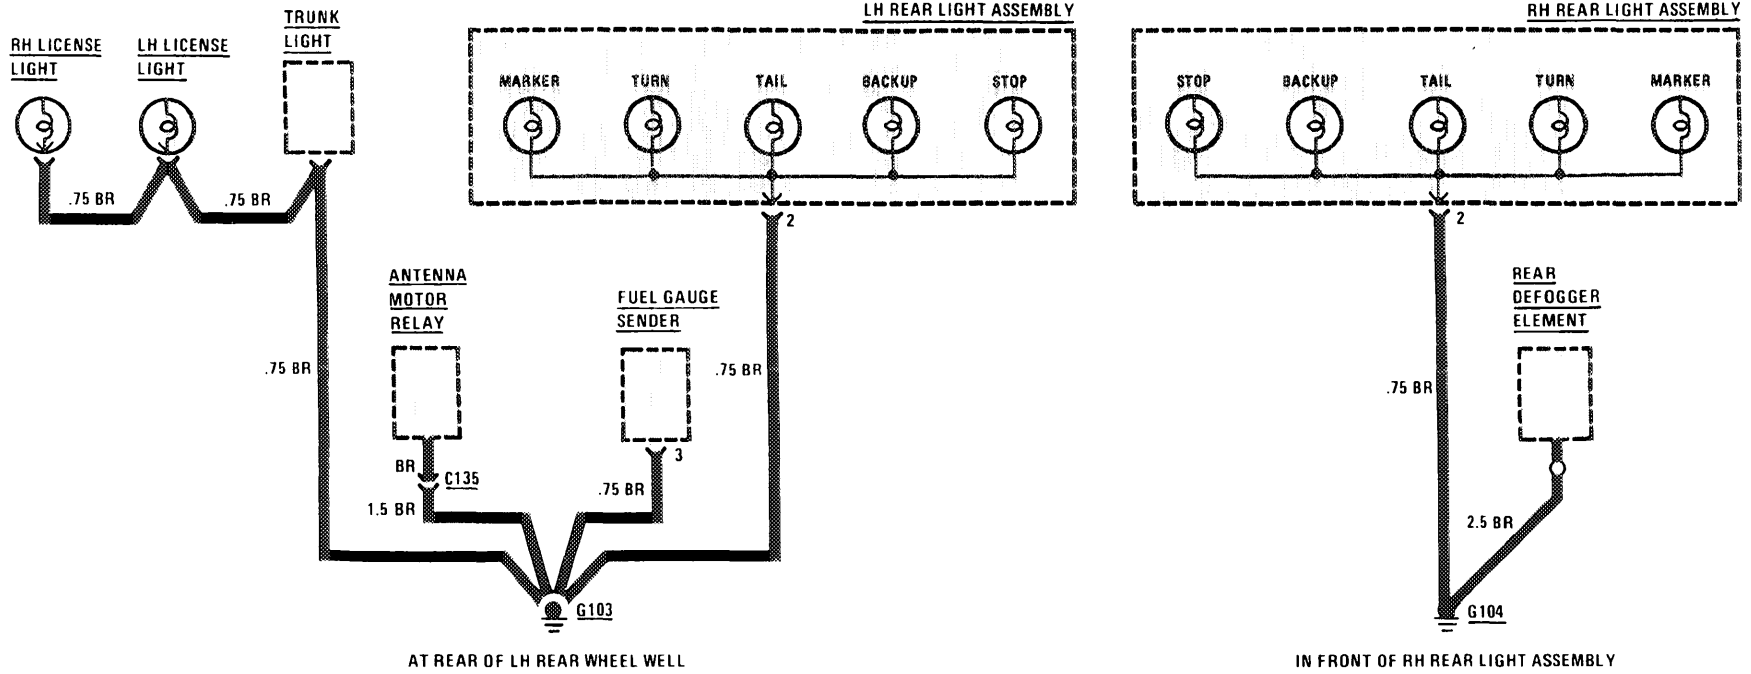 RH LICENSE
LIGHT
LH LICENSE
LIGHT
TRUNK
LIGHT
.75 BR
.75 BR
LH REAR LIGHT ASSEMBLY
MARKER
TURN
TAIL
BACKUP
STOP
2
RH REAR LIGHT ASSEMBLY
STOP
BACKUP
TAIL
TURN
MARKER
2
ANTENNA
MOTOR
RELAY
FUEL GAUGE
SENDER
REAR
DEFOGGER
ELEMENT
.75 BR
.75 BR
.75 BR
BR
C135
3
1.5 BR
.75 BR
2.5 BR
G103
G104
AT REAR OF LH REAR WHEEL WELL
IN FRONT OF RH REAR LIGHT ASSEMBLY